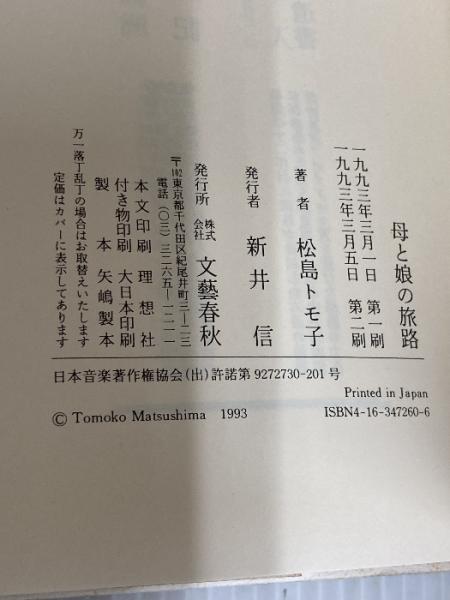 母と娘の旅路
一九九三年三月一日 第一刷
一九九三年三月五日 第二刷
著者 松島トモ子
発行者 新井信
発行所 株式会社 文藝春秋
〒102 東京都千代田区紀尾井町三—二三
電話（〇三）三二六五—一二一一
本文印刷 理想社
付き物印刷 大日本印刷
製本 矢嶋製本
万一落丁乱丁の場合はお取替えいたします
定価はカバーに表示してあります
日本音楽著作権協会（出）許諾第9272730-201号
Printed in Japan
© Tomoko Matsushima 1993
ISBN4-16-347260-6